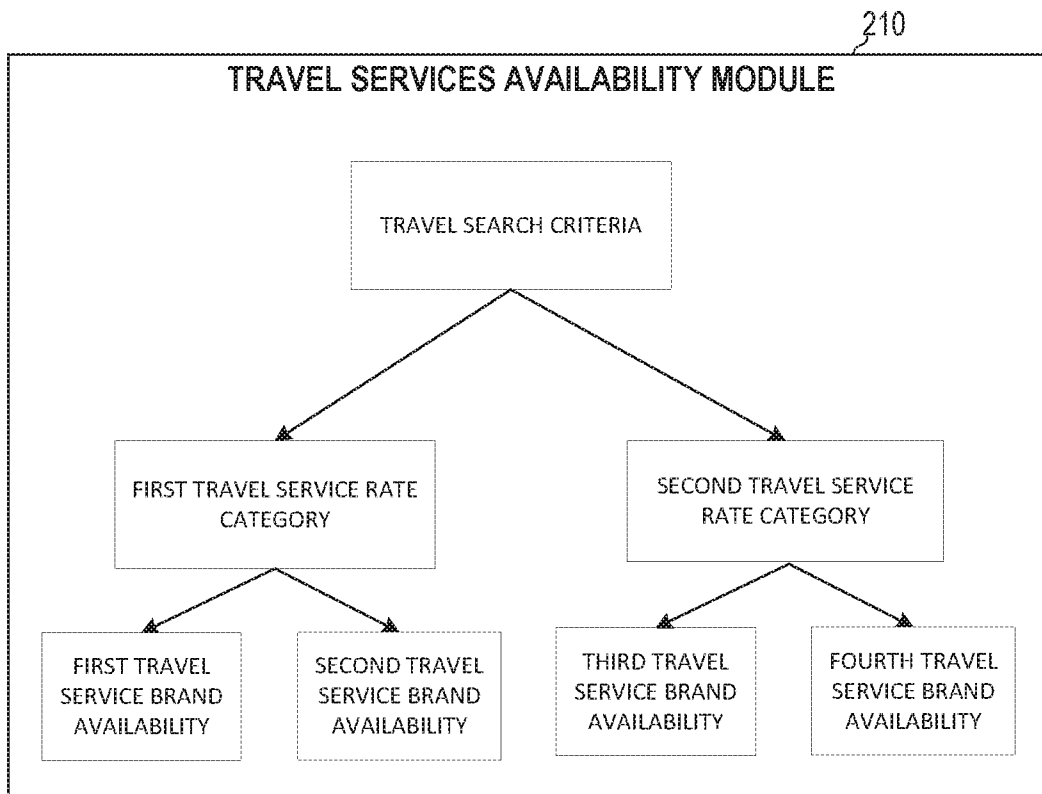 210
TRAVEL SERVICES AVAILABILITY MODULE
TRAVEL SEARCH CRITERIA
FIRST TRAVEL SERVICE RATE
CATEGORY
SECOND TRAVEL SERVICE
RATE CATEGORY
FIRST TRAVEL
SERVICE BRAND
AVAILABILITY
SECOND TRAVEL
SERVICE BRAND
AVAILABILITY
THIRD TRAVEL
SERVICE BRAND
AVAILABILITY
FOURTH TRAVEL
SERVICE BRAND
AVAILABILITY